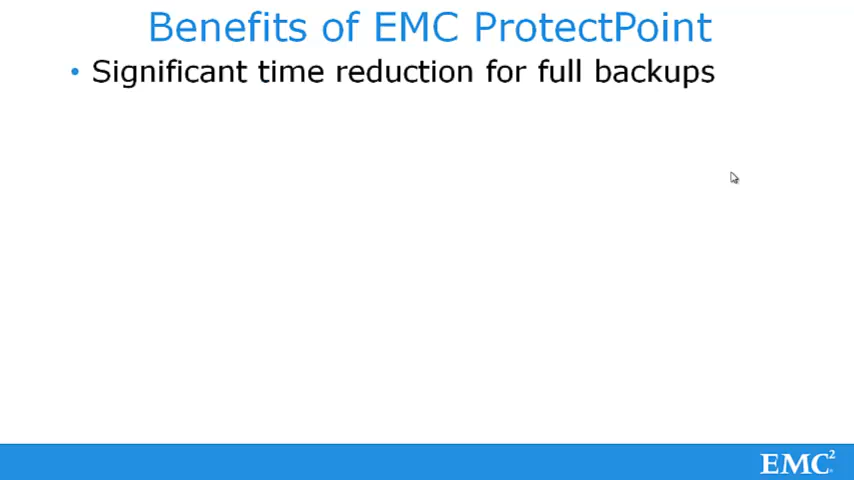 Benefits of EMC ProtectPoint
• Significant time reduction for full backups
EMC²